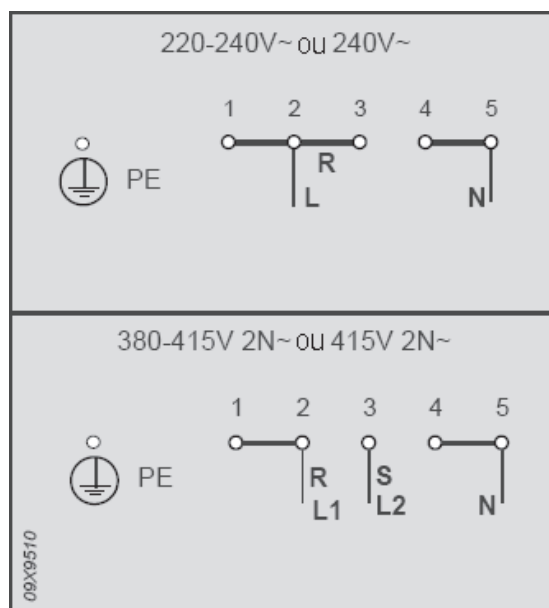 220-240V~ ou 240V~
1 2 3 4 5
PE
R
L N
380-415V 2N~ ou 415V 2N~
1 2 3 4 5
PE
R S
L1 L2 N
09X9510